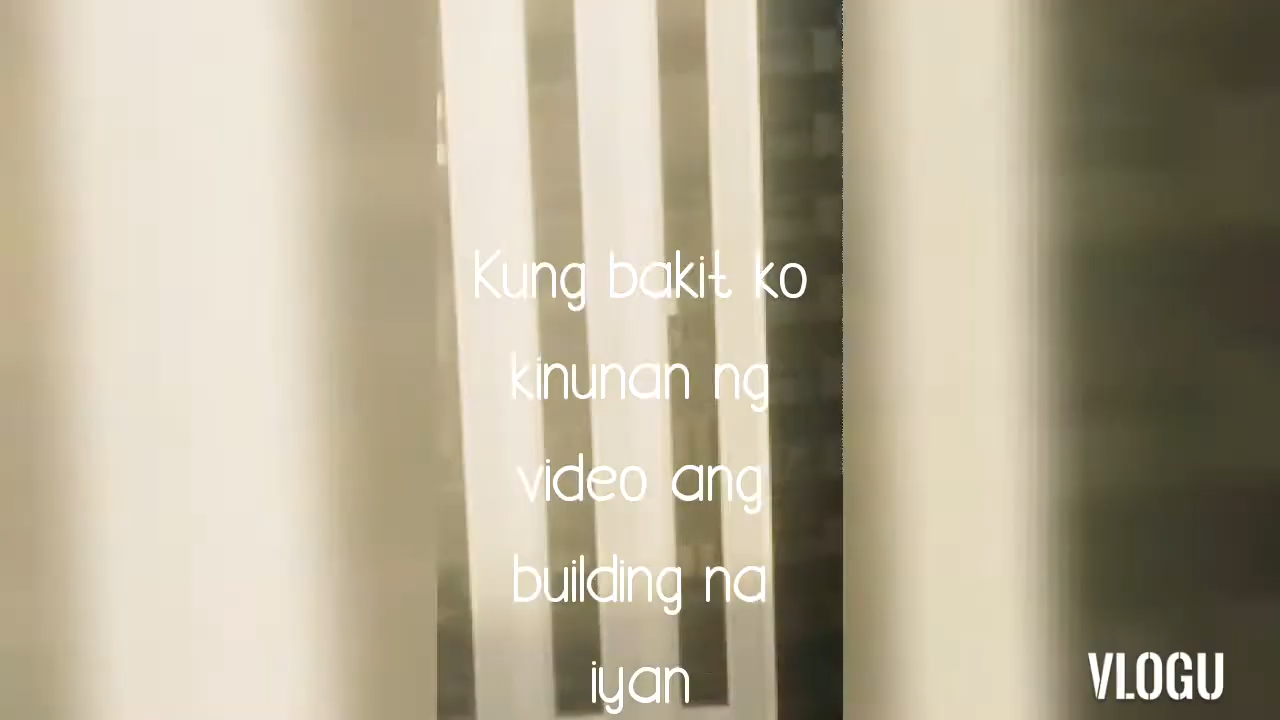 Kung bakit ko
kinunan ng
video ang
building na
iyan
VLOGU